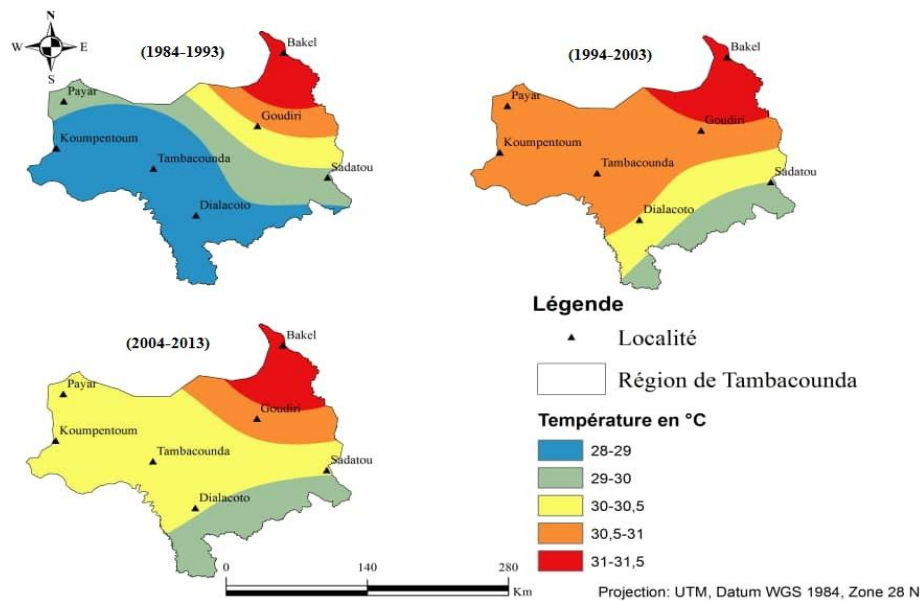 N
W E
S
(1984-1993)
Bakel
Payar
Goudiri
Koumpentoum
Tambacounda
Sadatou
Dialacoto
(1994-2003)
Bakel
Payar
Goudiri
Koumpentoum
Tambacounda
Sadatou
Dialacoto
(2004-2013)
Bakel
Payar
Goudiri
Koumpentoum
Tambacounda
Sadatou
Dialacoto
Légende
Localité
Région de Tambacounda
Température en °C
28-29
29-30
30-30,5
30,5-31
31-31,5
0 140 280
Km
Projection: UTM, Datum WGS 1984, Zone 28 N